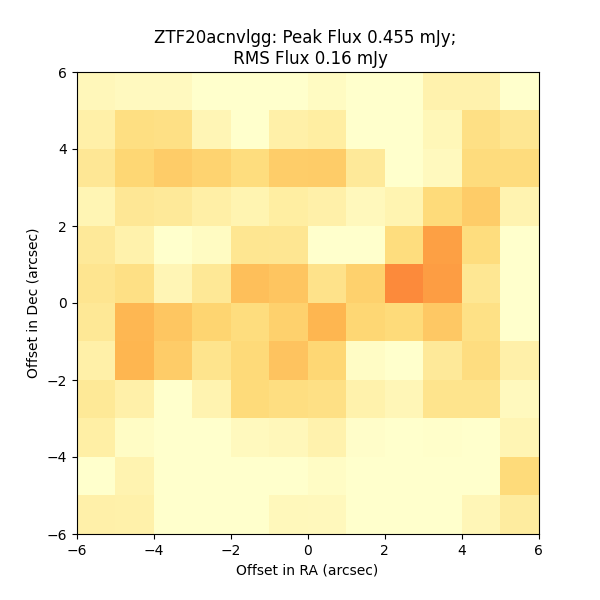 ZTF20acnvlgg: Peak Flux 0.455 mJy;
RMS Flux 0.16 mJy
6
4
2
0
−2
−4
−6
Offset in Dec (arcsec)
−6 −4 −2 0 2 4 6
Offset in RA (arcsec)